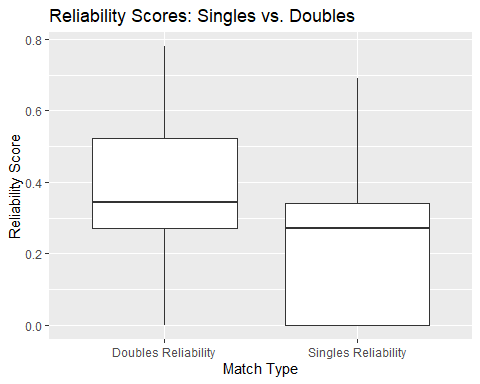 Reliability Scores: Singles vs. Doubles
Reliability Score
0.8
0.6
0.4
0.2
0.0
Doubles Reliability
Singles Reliability
Match Type